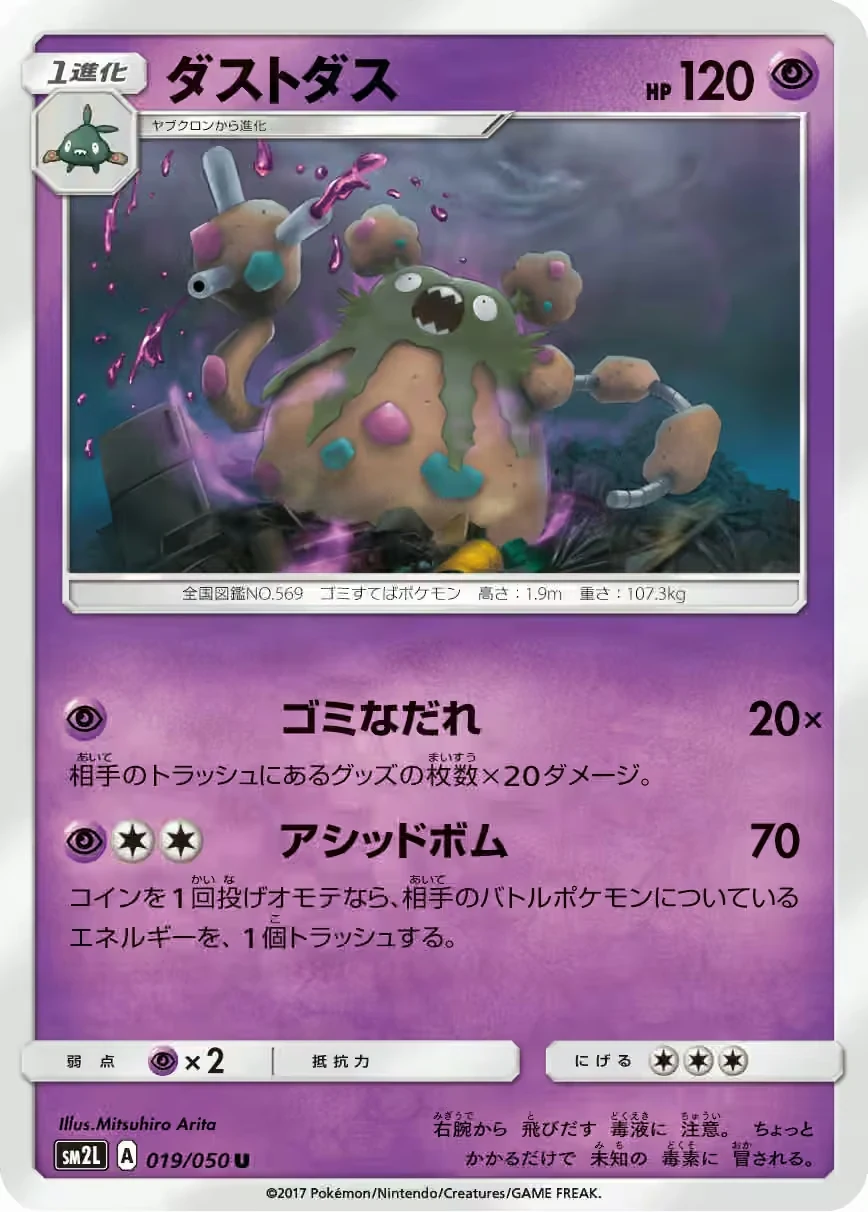 1進化 ダストダス HP 120
ヤブクロンから進化
全国図鑑NO.569 ゴミすてばポケモン 高さ:1.9m 重さ:107.3kg
ゴミなだれ 20×
相手のトラッシュにあるグッズの枚数×20ダメージ。
アシッドボム 70
コインを1回投げオモテなら、相手のバトルポケモンについている
エネルギーを、1個トラッシュする。
弱点 ×2 抵抗力 にげる
Illus.Mitsuhiro Arita
右腕から 飛びだす 毒液に 注意。 ちょっと
かかるだけで 未知の 毒素に 冒される。
SM2L A 019/050 U
©2017 Pokémon/Nintendo/Creatures/GAME FREAK.